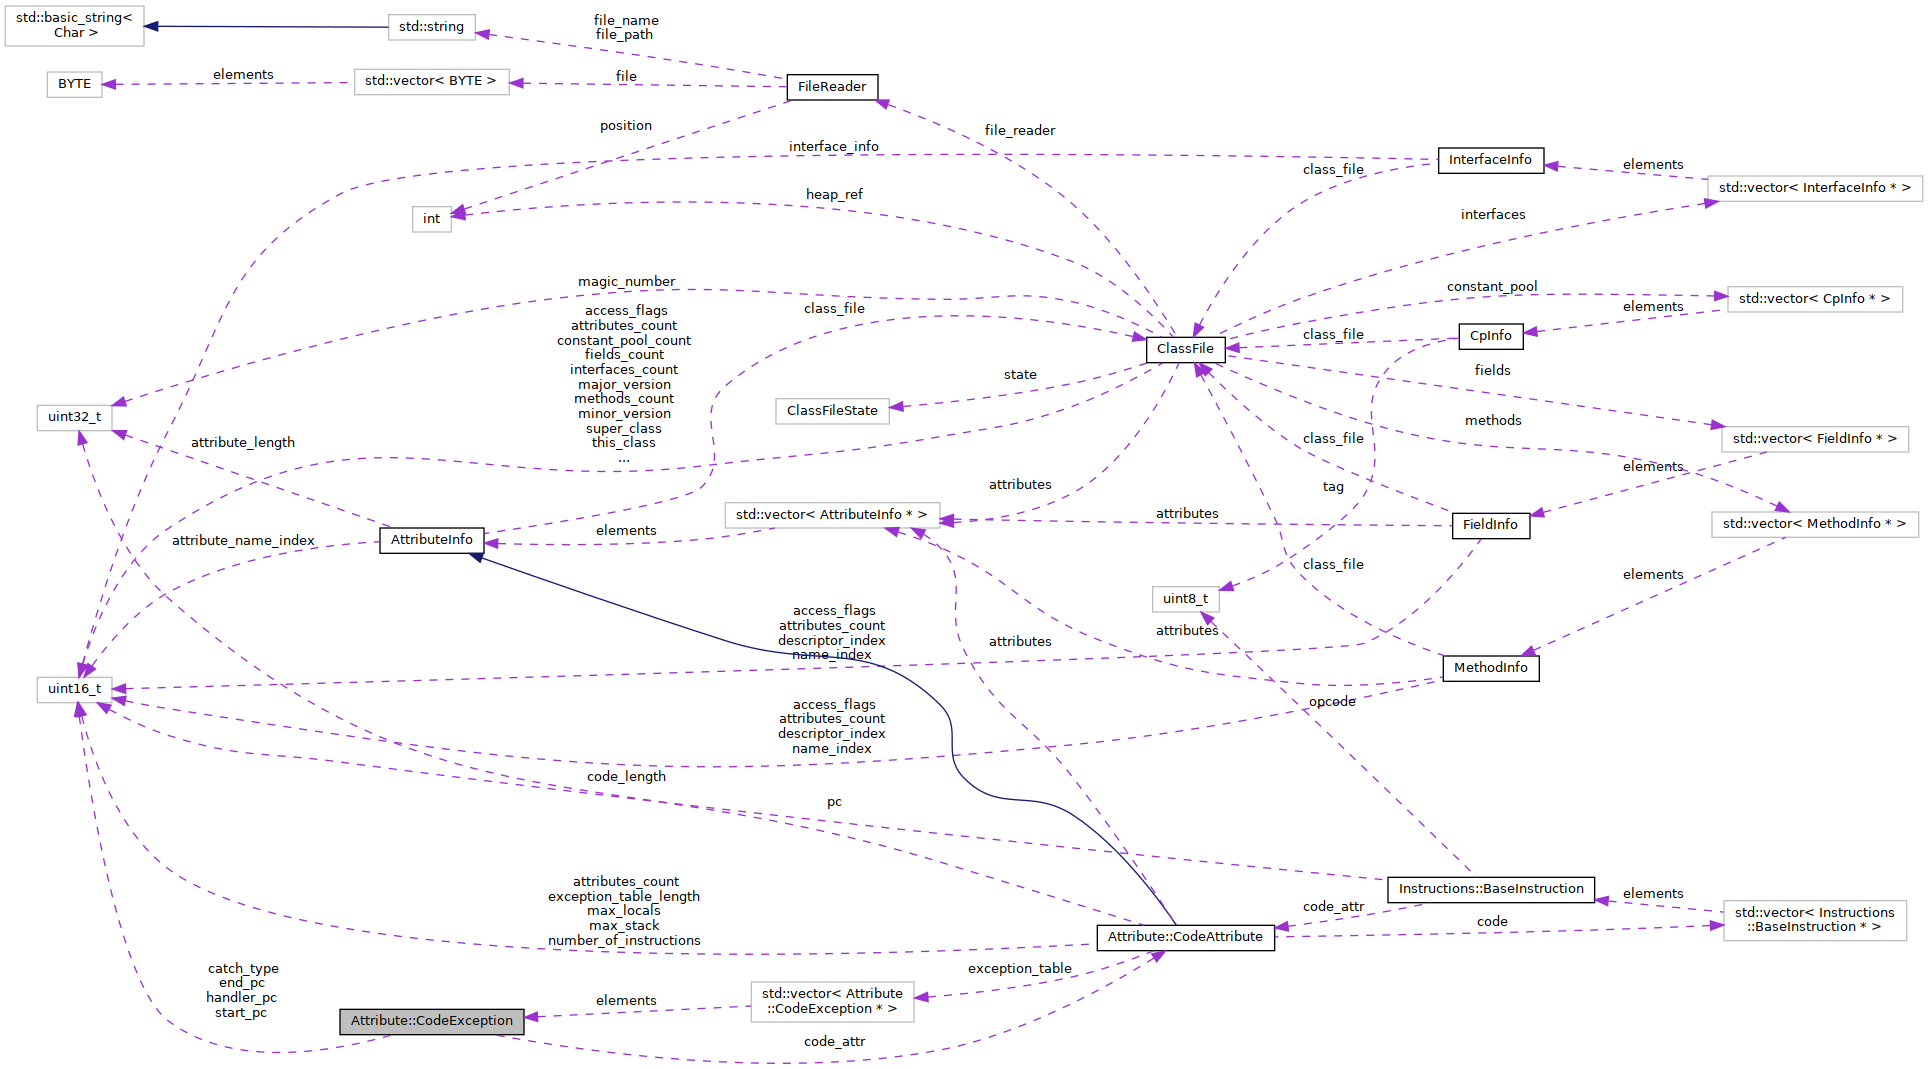 std::basic_string<
Char >
std::string
file_name
file_path
BYTE
elements
std::vector< BYTE >
file
FileReader
position
file_reader
interface_info
InterfaceInfo
elements
class_file
std::vector< InterfaceInfo * >
int
heap_ref
interfaces
magic_number
constant_pool
std::vector< CpInfo * >
elements
access_flags
attributes_count
constant_pool_count
fields_count
interfaces_count
major_version
methods_count
minor_version
super_class
this_class
...
class_file
ClassFile
class_file
CpInfo
state
fields
ClassFileState
uint32_t
methods
attribute_length
class_file
std::vector< FieldInfo * >
elements
attributes
tag
std::vector< AttributeInfo * >
attributes
FieldInfo
std::vector< MethodInfo * >
elements
AttributeInfo
attribute_name_index
class_file
elements
uint8_t
access_flags
attributes_count
descriptor_index
name_index
attributes
attributes
MethodInfo
uint16_t
opcode
access_flags
attributes_count
descriptor_index
name_index
code_length
pc
Instructions::BaseInstruction
elements
code_attr
std::vector< Instructions
::BaseInstruction * >
code
attributes_count
exception_table_length
max_locals
max_stack
number_of_instructions
Attribute::CodeAttribute
exception_table
catch_type
end_pc
handler_pc
start_pc
elements
std::vector< Attribute
::CodeException * >
Attribute::CodeException
code_attr